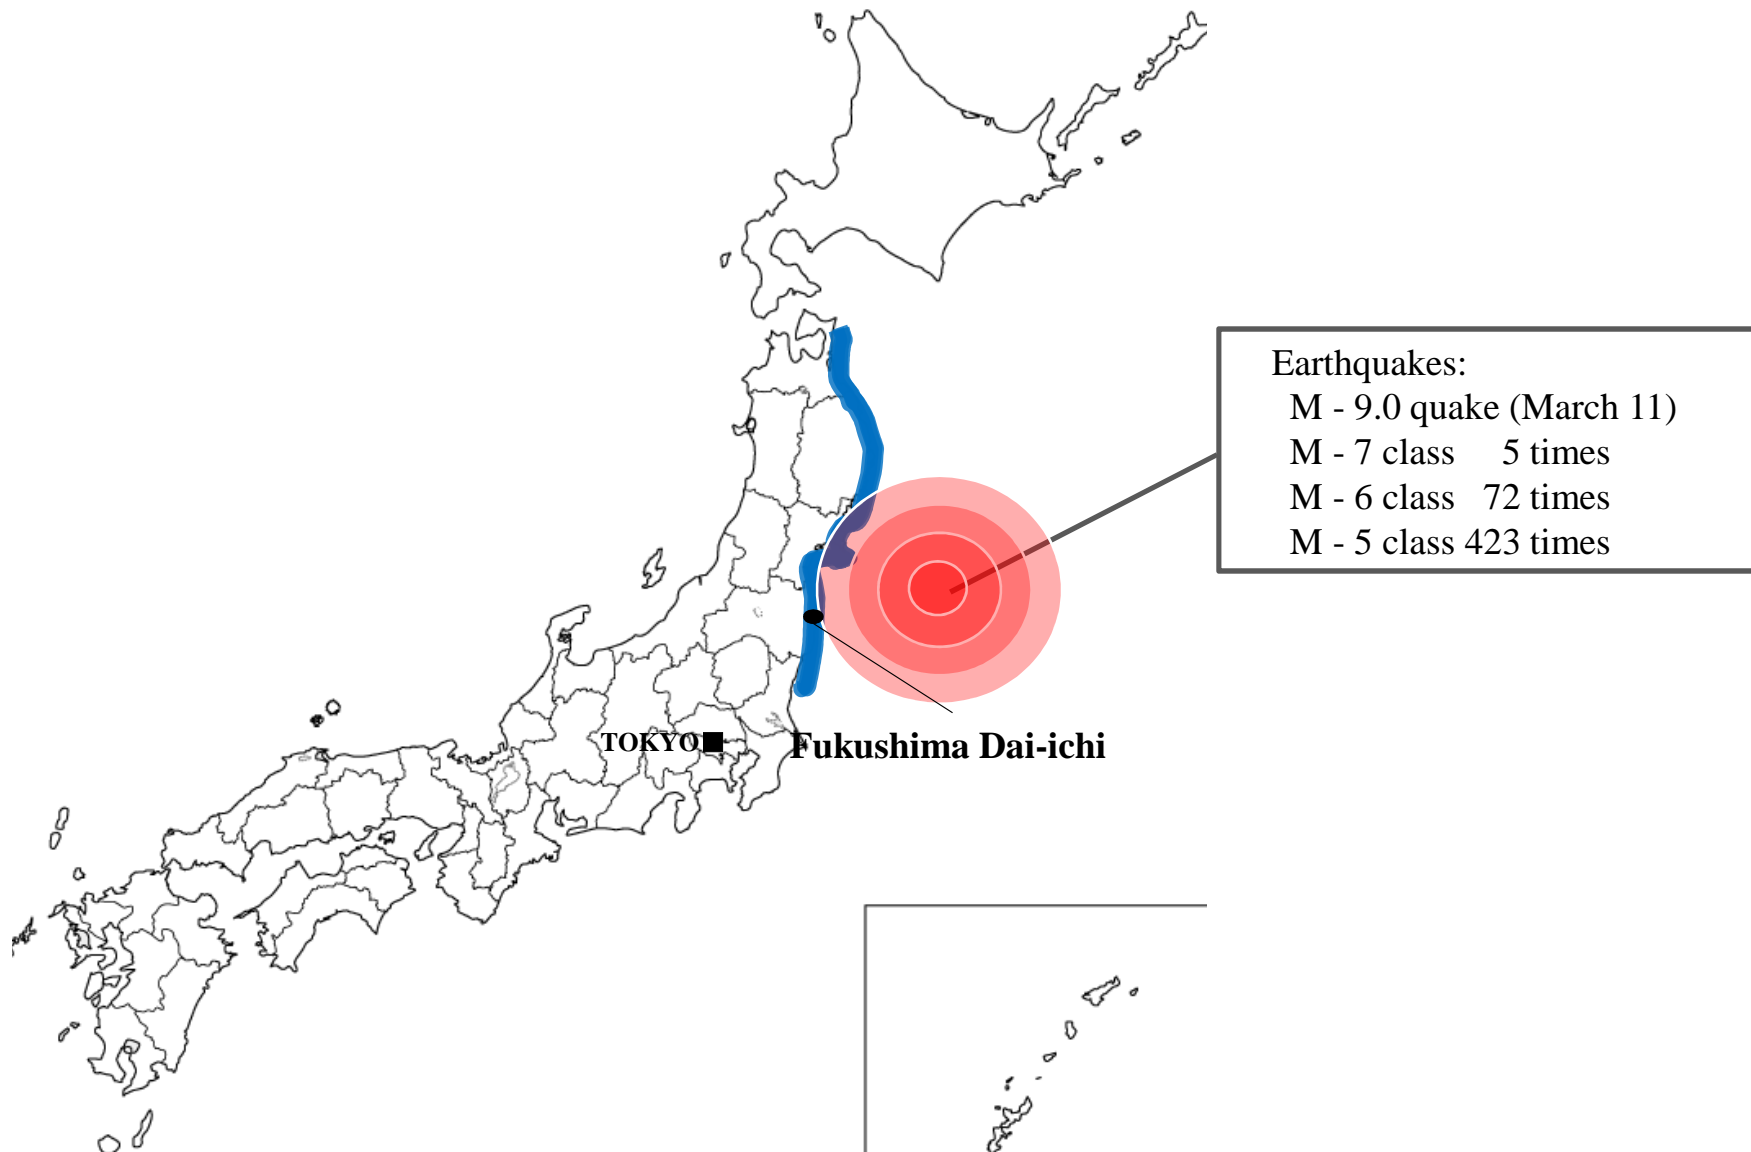 Earthquakes:
M - 9.0 quake (March 11)
M - 7 class 5 times
M - 6 class 72 times
M - 5 class 423 times
TOKYO
Fukushima Dai-ichi